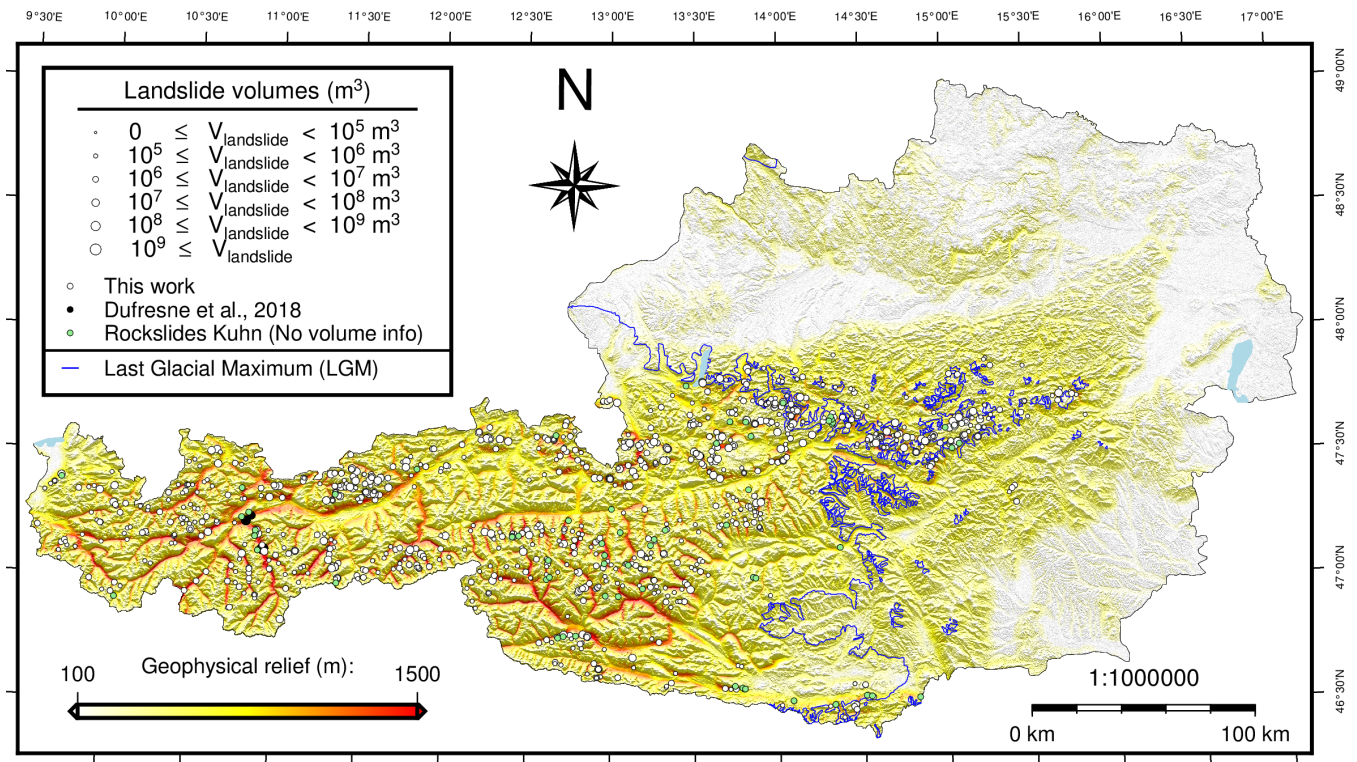 9°30'E 10°00'E 10°30'E 11°00'E 11°30'E 12°00'E 12°30'E 13°00'E 13°30'E 14°00'E 14°30'E 15°00'E 15°30'E 16°00'E 16°30'E 17°00'E
Landslide volumes (m³)
0 ≤ Vlandslide < 10⁵ m³
10⁵ ≤ Vlandslide < 10⁶ m³
10⁶ ≤ Vlandslide < 10⁷ m³
10⁷ ≤ Vlandslide < 10⁸ m³
10⁸ ≤ Vlandslide < 10⁹ m³
10⁹ ≤ Vlandslide
This work
Dufresne et al., 2018
Rockslides Kuhn (No volume info)
Last Glacial Maximum (LGM)
N
49°00'N
48°30'N
48°00'N
47°30'N
47°00'N
46°30'N
Geophysical relief (m):
100 1500
1:1000000
0 km 100 km